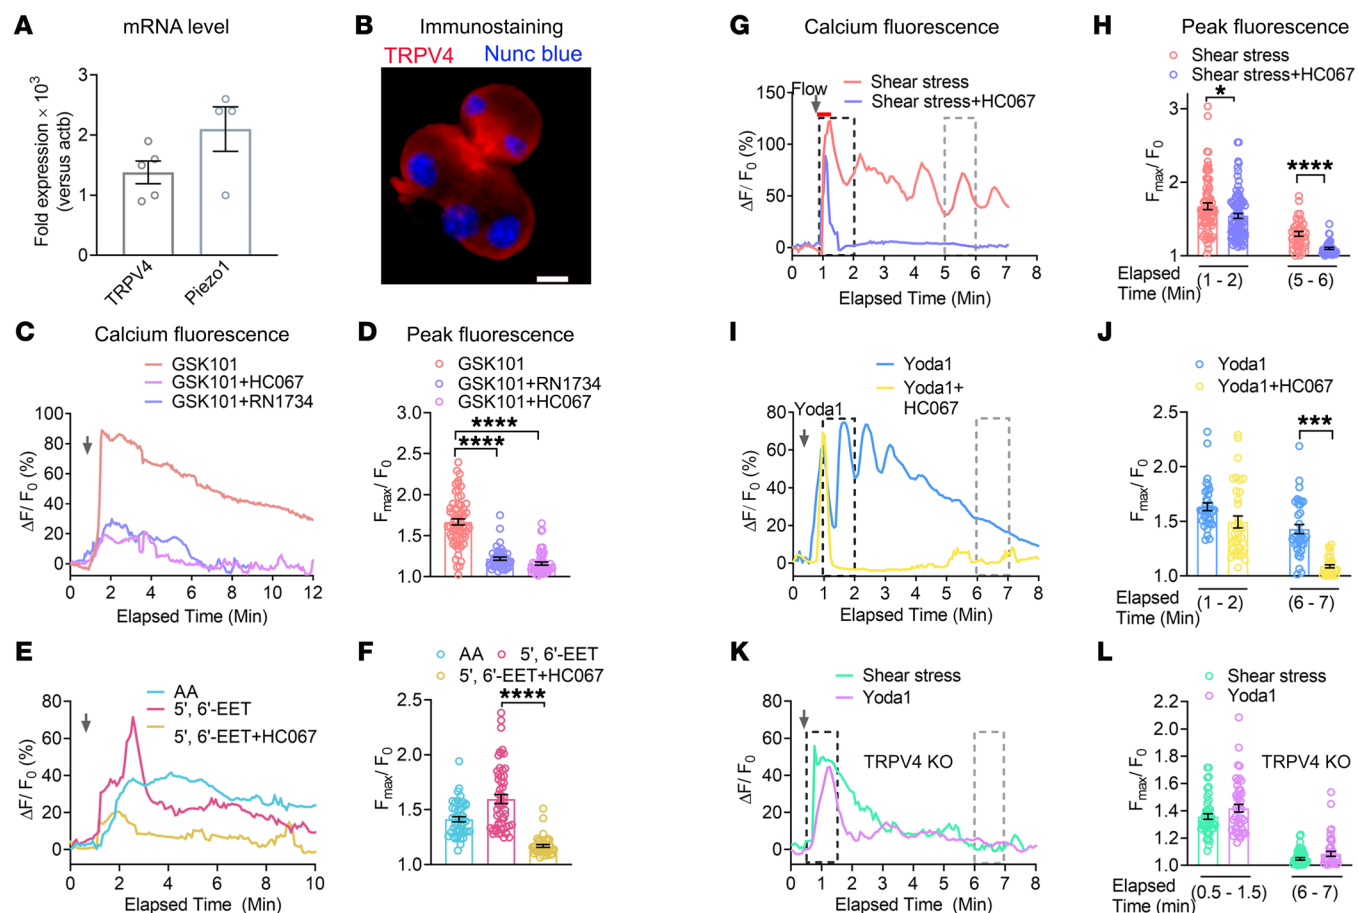 A
mRNA level
Fold expression × 10³
(versus actb)
3
2
1
0
TRPV4
Piezo1
B
Immunostaining
TRPV4 Nunc blue
C
Calcium fluorescence
GSK101
GSK101+HC067
GSK101+RN1734
ΔF/ F₀ (%)
100
80
60
40
20
0
0 2 4 6 8 10 12
Elapsed Time (Min)
D
Peak fluorescence
GSK101
GSK101+RN1734
GSK101+HC067
Fmax/ F₀
3.0
2.5
2.0
1.5
1.0
****
****
E
AA
5', 6'-EET
5', 6'-EET+HC067
ΔF/ F₀ (%)
80
60
40
20
0
0 2 4 6 8 10
Elapsed Time (Min)
F
AA 5', 6'-EET
5', 6'-EET+HC067
****
Fmax/ F₀
2.5
2.0
1.5
1.0
G
Calcium fluorescence
Shear stress
Shear stress+HC067
Flow
ΔF/ F₀ (%)
150
100
50
0
0 1 2 3 4 5 6 7 8
Elapsed Time (Min)
H
Peak fluorescence
Shear stress
Shear stress+HC067
*
****
Fmax/ F₀
3
2
1
Elapsed
Time (Min)
(1 - 2) (5 - 6)
I
Yoda1
Yoda1+
HC067
Yoda1
ΔF/ F₀ (%)
80
60
40
20
0
0 1 2 3 4 5 6 7 8
Elapsed Time (Min)
J
Yoda1
Yoda1+HC067
***
Fmax/ F₀
2.5
2.0
1.5
1.0
Elapsed
Time (Min)
(1 - 2) (6 - 7)
K
Shear stress
Yoda1
TRPV4 KO
ΔF/ F₀ (%)
80
60
40
20
0
0 1 2 3 4 5 6 7 8
Elapsed Time (Min)
L
Shear stress
Yoda1
TRPV4 KO
Fmax/ F₀
2.2
2.0
1.8
1.6
1.4
1.2
1.0
Elapsed
Time (min)
(0.5 - 1.5) (6 - 7)